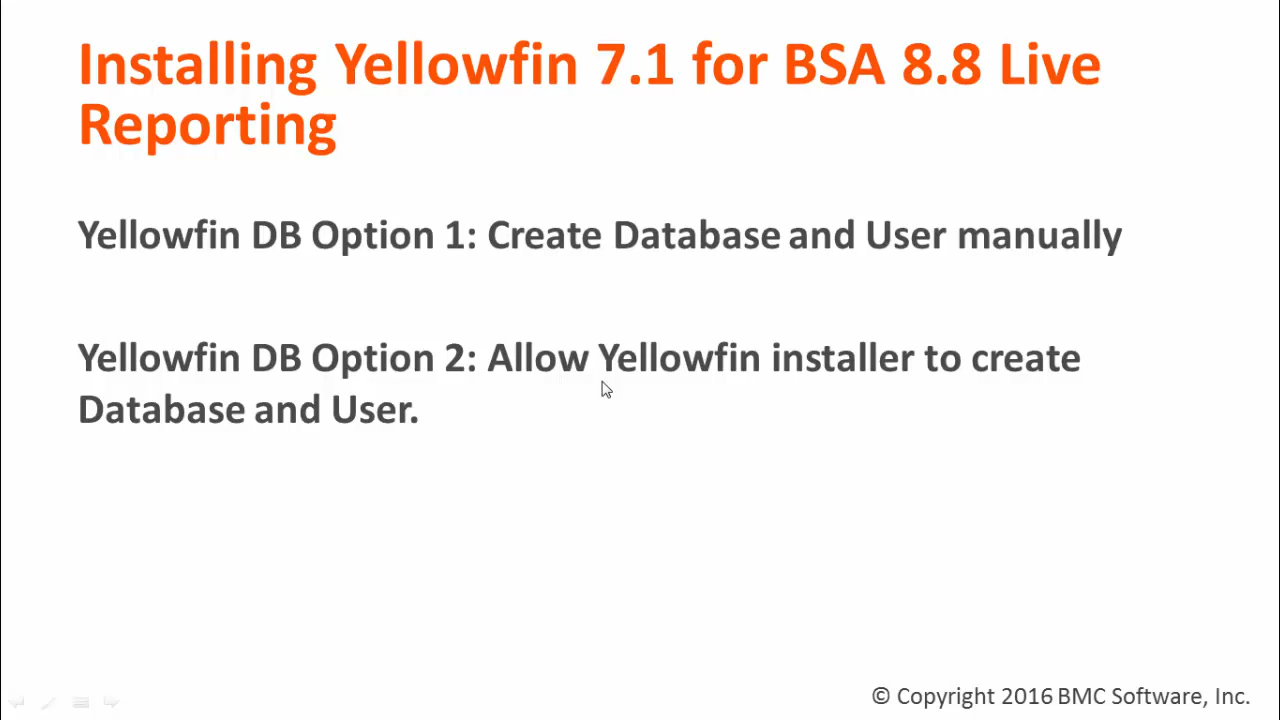 Installing Yellowfin 7.1 for BSA 8.8 Live
Reporting
Yellowfin DB Option 1: Create Database and User manually
Yellowfin DB Option 2: Allow Yellowfin installer to create
Database and User.
© Copyright 2016 BMC Software, Inc.